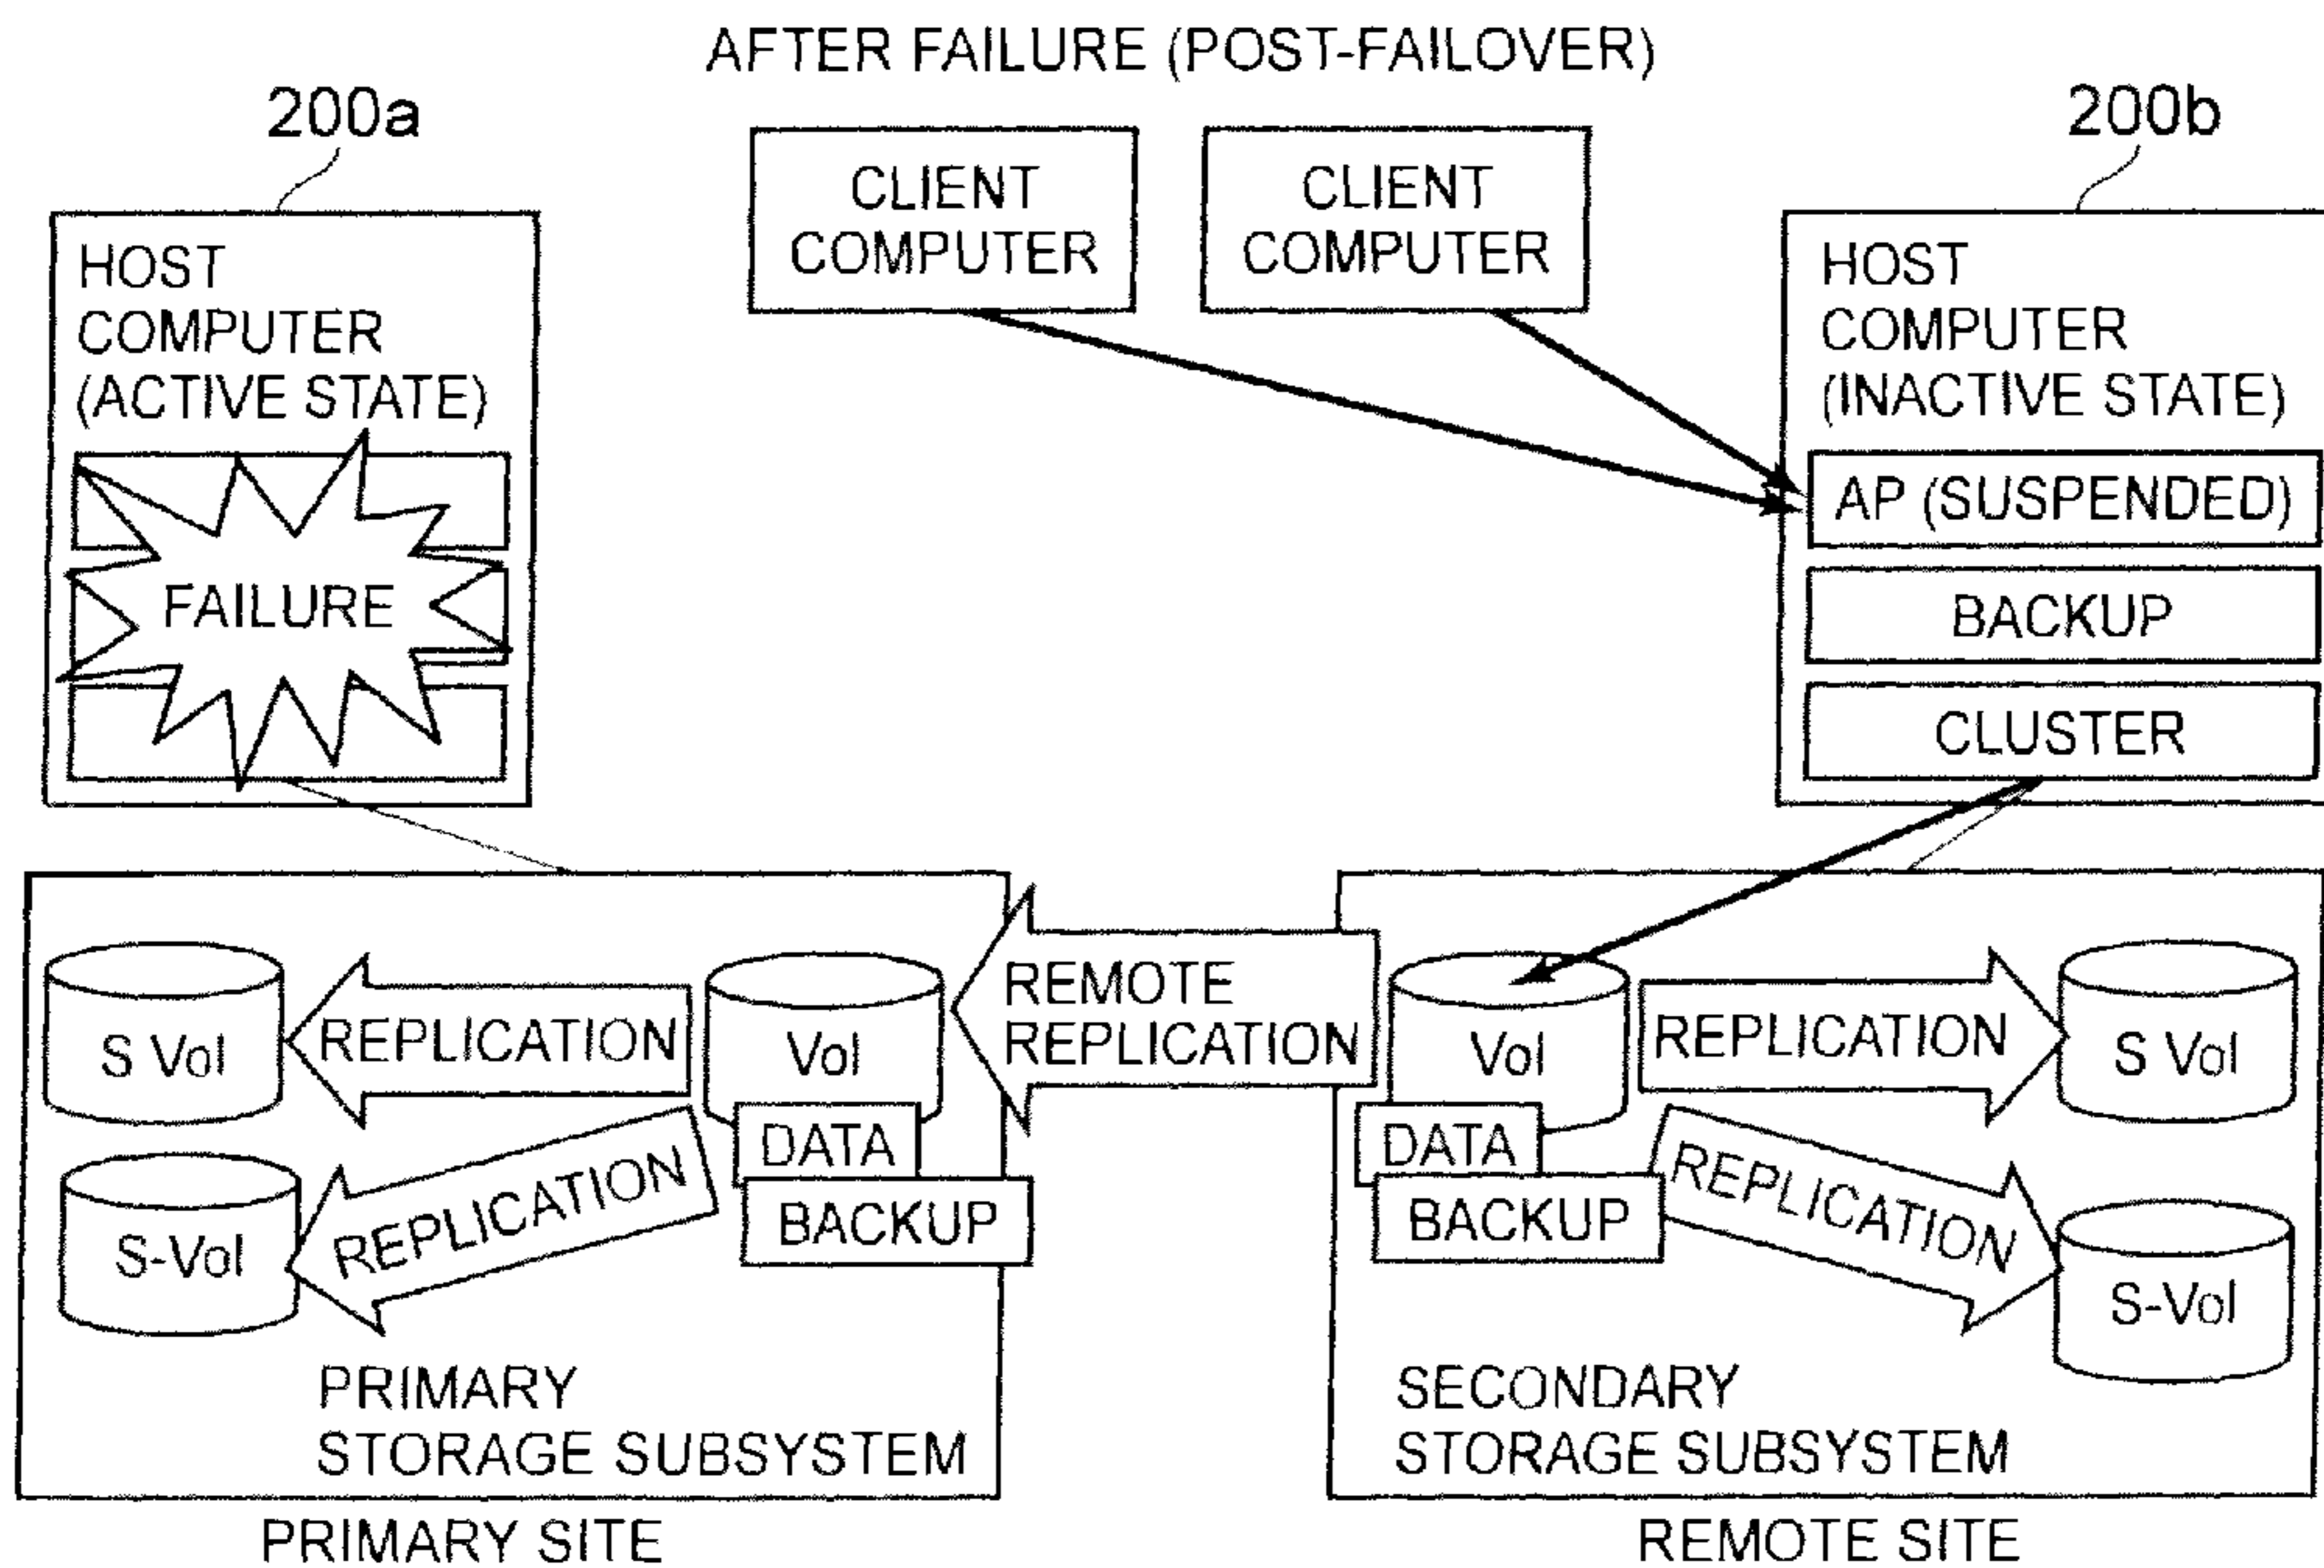 AFTER FAILURE (POST-FAILOVER)
200a
200b
CLIENT
COMPUTER
CLIENT
COMPUTER
HOST
COMPUTER
(ACTIVE STATE)
FAILURE
HOST
COMPUTER
(INACTIVE STATE)
AP (SUSPENDED)
BACKUP
CLUSTER
S Vol
REPLICATION
Vol
REMOTE
REPLICATION
Vol
REPLICATION
S Vol
DATA
BACKUP
S-Vol
REPLICATION
DATA
BACKUP
REPLICATION
S-Vol
PRIMARY
STORAGE SUBSYSTEM
SECONDARY
STORAGE SUBSYSTEM
PRIMARY SITE
REMOTE SITE